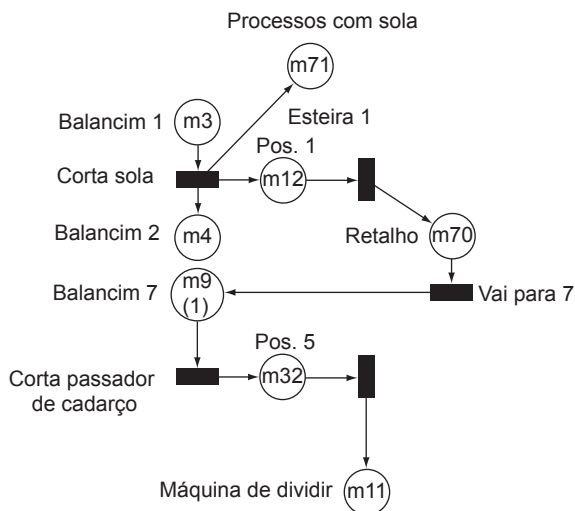 Processos com sola
m71
Balancim 1
m3
Esteira 1
Pos. 1
Corta sola
m12
Balancim 2
m4
Retalho
m70
Balancim 7
m9
(1)
Vai para 7
Pos. 5
Corta passador
de cadarço
m32
Máquina de dividir
m11